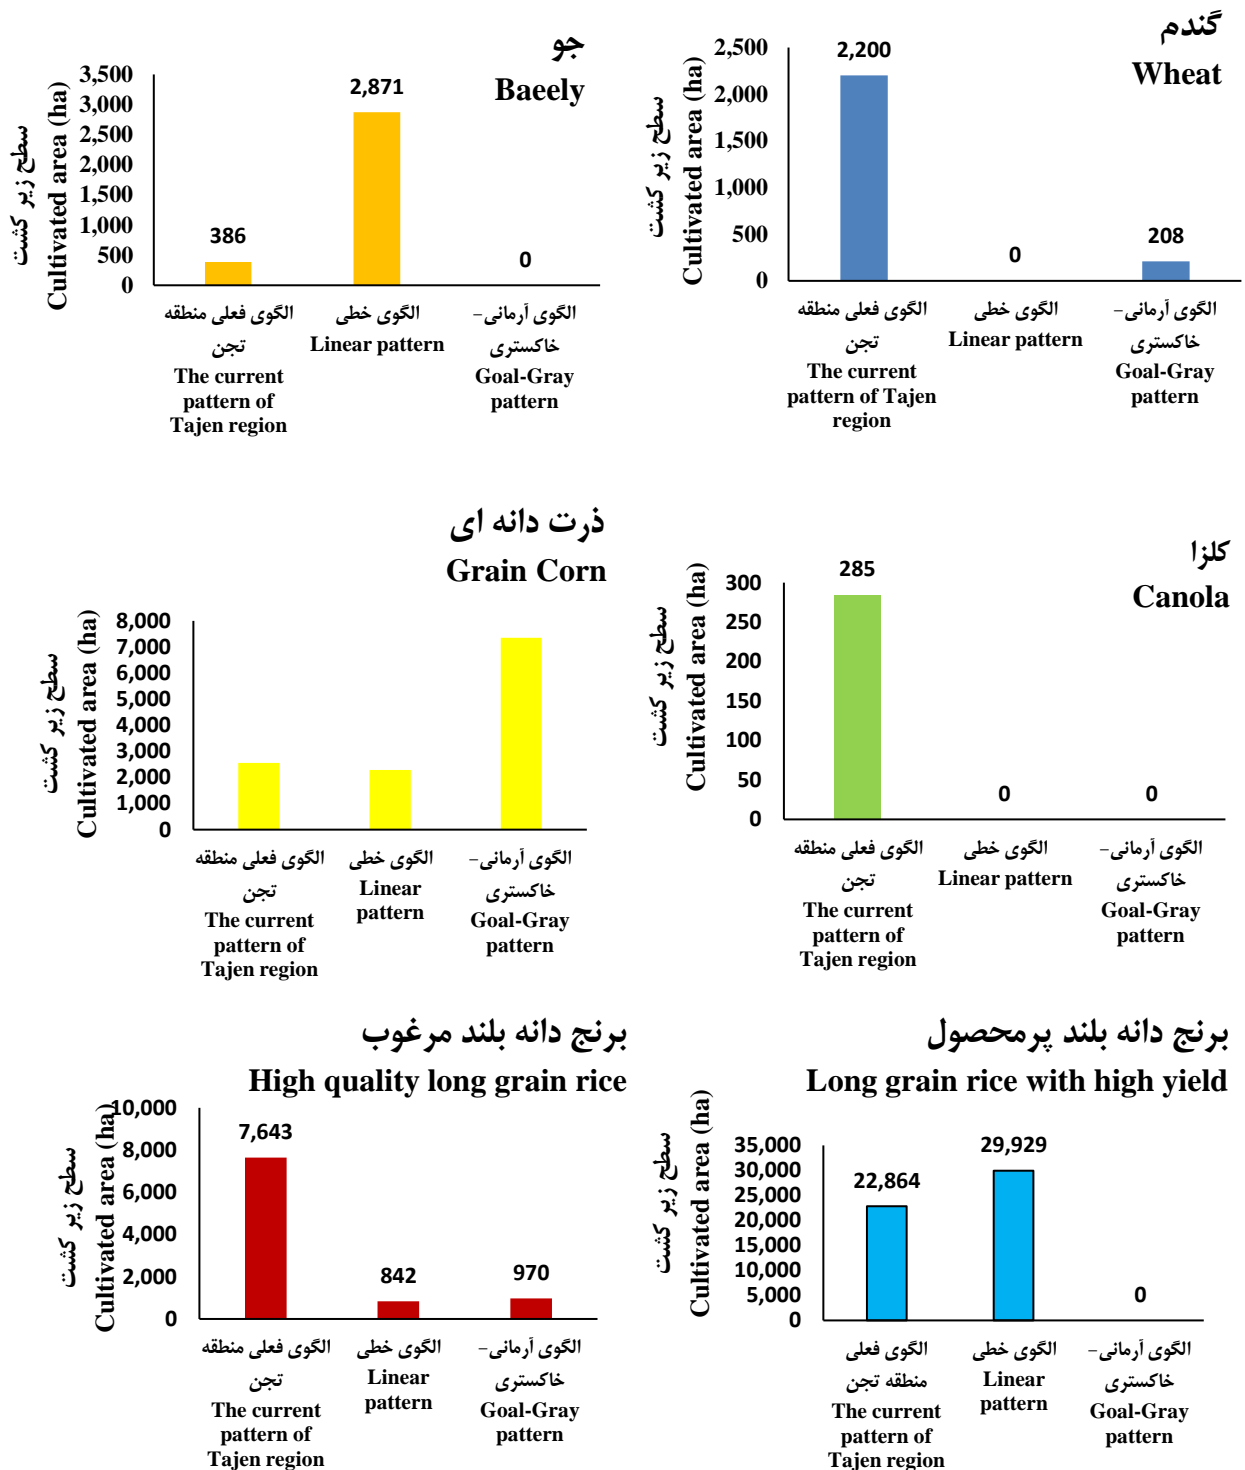 جو
Baeely
سطح زیر کشت
Cultivated area (ha)
3,500
3,000
2,500
2,000
1,500
1,000
500
0
386
2,871
0
الگوی فعلی منطقه
تجن
The current
pattern of
Tajen region
الگوی خطی
Linear pattern
الگوی آرمانی-
خاکستری
Goal-Gray
pattern
گندم
Wheat
سطح زیر کشت
Cultivated area (ha)
2,500
2,000
1,500
1,000
500
0
2,200
0
208
الگوی فعلی منطقه
تجن
The current
pattern of Tajen
region
الگوی خطی
Linear pattern
الگوی آرمانی-
خاکستری
Goal-Gray
pattern
ذرت دانه ای
Grain Corn
سطح زیر کشت
Cultivated area (ha)
8,000
7,000
6,000
5,000
4,000
3,000
2,000
1,000
0
الگوی فعلی منطقه
تجن
The current
pattern of
Tajen region
الگوی خطی
Linear
pattern
الگوی آرمانی-
خاکستری
Goal-Gray
pattern
کلزا
Canola
سطح زیر کشت
Cultivated area (ha)
300
250
200
150
100
50
0
285
0
0
الگوی فعلی منطقه
تجن
The current
pattern of
Tajen region
الگوی خطی
Linear pattern
الگوی آرمانی-
خاکستری
Goal-Gray
pattern
برنج دانه بلند مرغوب
High quality long grain rice
سطح زیر کشت
Cultivated area (ha)
10,000
8,000
6,000
4,000
2,000
0
7,643
842
970
الگوی فعلی منطقه
تجن
The current
pattern of
Tajen region
الگوی خطی
Linear
pattern
الگوی آرمانی-
خاکستری
Goal-Gray
pattern
برنج دانه بلند پرمحصول
Long grain rice with high yield
سطح زیر کشت
Cultivated area (ha)
35,000
30,000
25,000
20,000
15,000
10,000
5,000
0
22,864
29,929
0
الگوی فعلی
منطقه تجن
The current
pattern of
Tajen region
الگوی خطی
Linear
pattern
الگوی آرمانی-
خاکستری
Goal-Gray
pattern